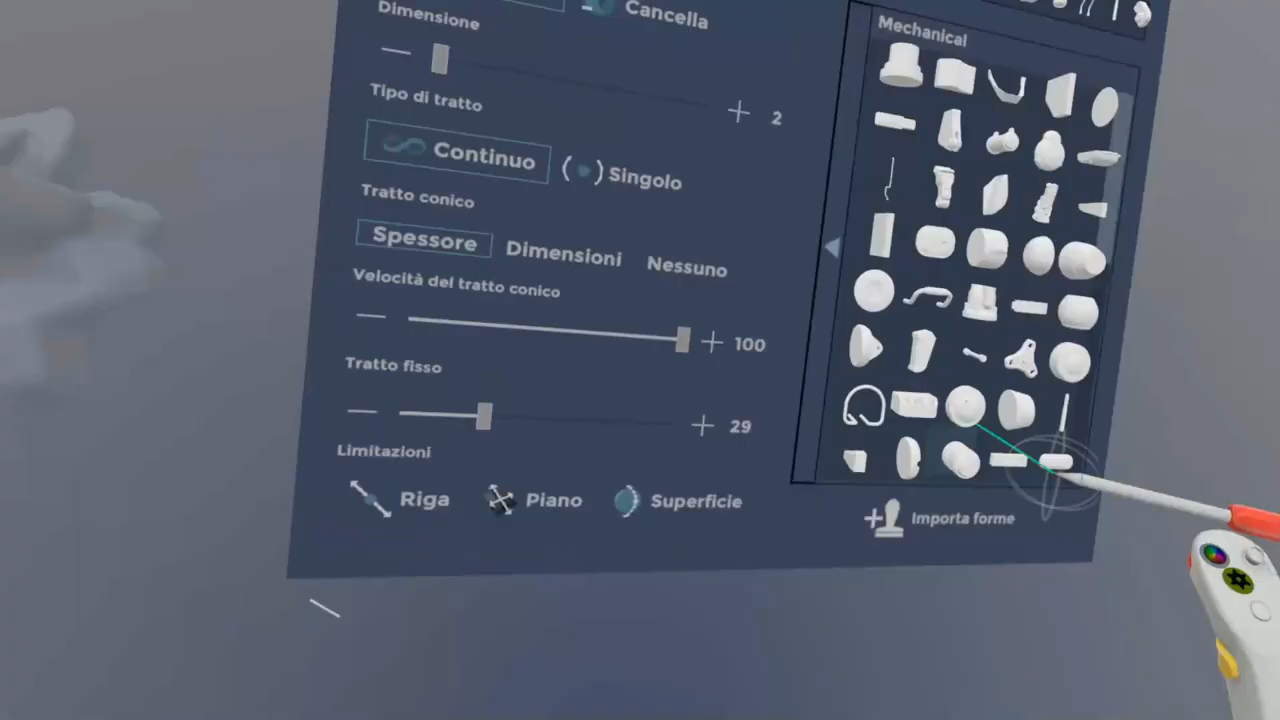 Cancella
Dimensione
2
Tipo di tratto
Continuo
Singolo
Tratto conico
Spessore
Dimensioni
Nessuno
Velocità del tratto conico
100
Tratto fisso
29
Limitazioni
Riga
Piano
Superficie
Mechanical
Importa forme